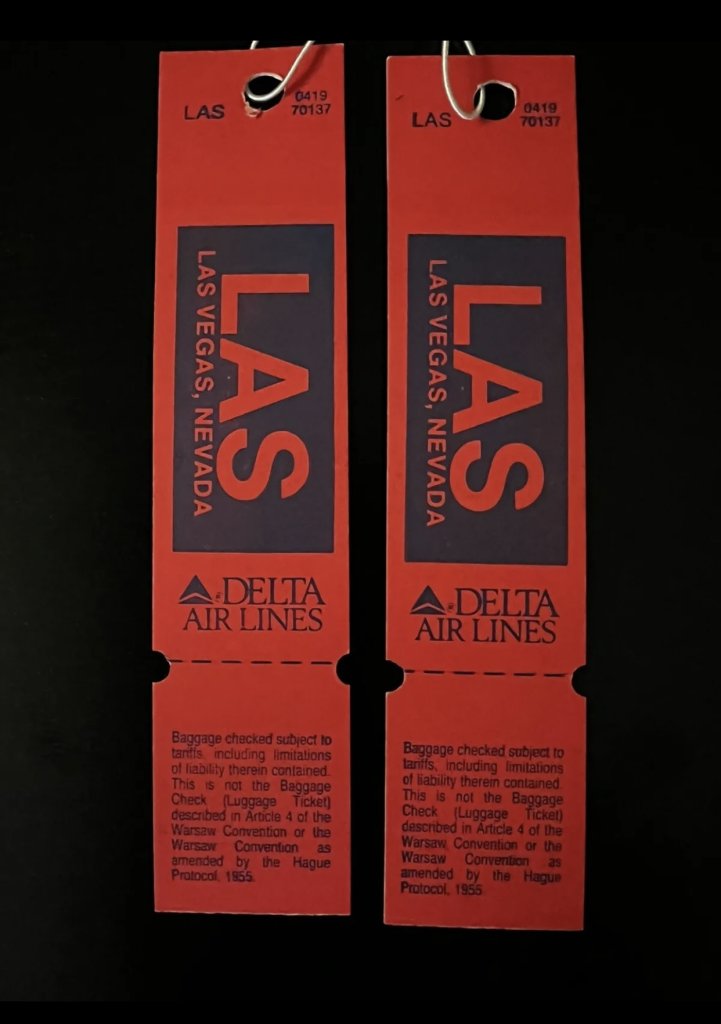 LAS
0419
70137
LAS
LAS VEGAS, NEVADA
DELTA
AIR LINES
Baggage checked subject to
tariffs, including limitations
of liability therein contained.
This is not the Baggage
Check (Luggage Ticket)
described in Article 4 of the
Warsaw Convention or the
Warsaw Convention as
amended by the Hague
Protocol, 1955.
LAS
0419
70137
LAS
LAS VEGAS, NEVADA
DELTA
AIR LINES
Baggage checked subject to
tariffs, including limitations
of liability therein contained.
This is not the Baggage
Check (Luggage Ticket)
described in Article 4 of the
Warsaw Convention or the
Warsaw Convention as
amended by the Hague
Protocol, 1955.